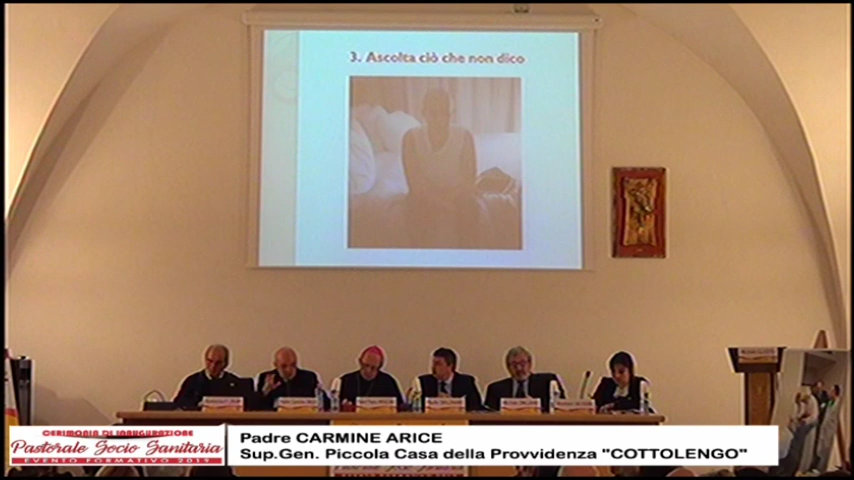 3. Ascolta ciò che non dico
CERIMONIA DI INAUGURAZIONE
Pastorale Socio Sanitaria
EVENTO FORMATIVO 2019
Padre CARMINE ARICE
Sup.Gen. Piccola Casa della Provvidenza "COTTOLENGO"